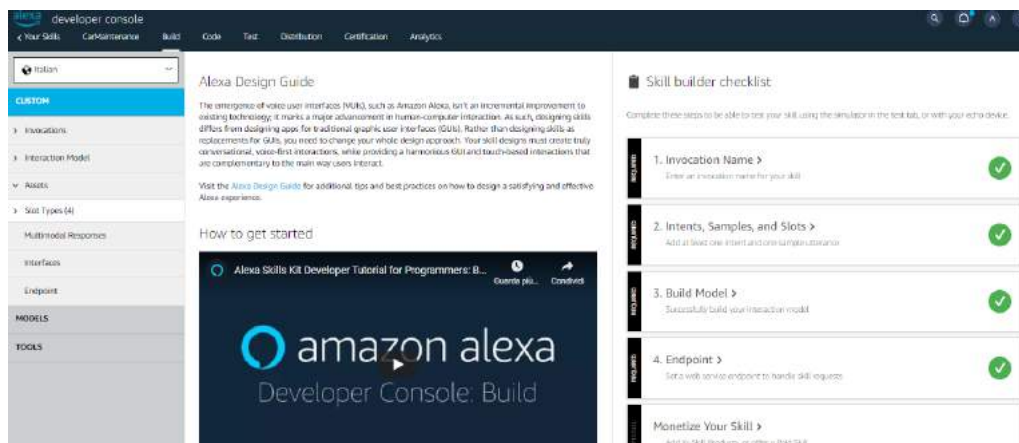 alexa developer console
< Your Skills CarMaintenance Build Code Test Distribution Certification Analytics
Italian
CUSTOM
Invocations
Interaction Model
Assets
Slot Types (4)
Multimodal Responses
Interfaces
Endpoint
MODELS
TOOLS
Alexa Design Guide
The emergence of voice user interfaces (VUIs), such as Amazon Alexa, isn't an incremental improvement to
existing technology; it marks a major advancement in human-computer interaction. As such, designing skills
differs from designing apps for traditional graphic user interfaces (GUIs). Rather than designing skills as
replacements for GUIs, you need to change your whole design approach. Your skill designs must create truly
conversational, voice-first interactions, while providing a harmonious GUI and touch-based interactions that
are complementary to the main way users interact.
Visit the Alexa Design Guide for additional tips and best practices on how to design a satisfying and effective
Alexa experience.
How to get started
Alexa Skills Kit Developer Tutorial for Programmers: B...
Guarda più... Condividi
amazon alexa
Developer Console: Build
Skill builder checklist
Complete these steps to be able to test your skill using the simulator in the test tab, or with your echo device.
1. Invocation Name >
Enter an invocation name for your skill
2. Intents, Samples, and Slots >
Add at least one intent and one sample utterance
3. Build Model >
Successfully build your interaction model
4. Endpoint >
Set a web service endpoint to handle skill requests
Monetize Your Skill >